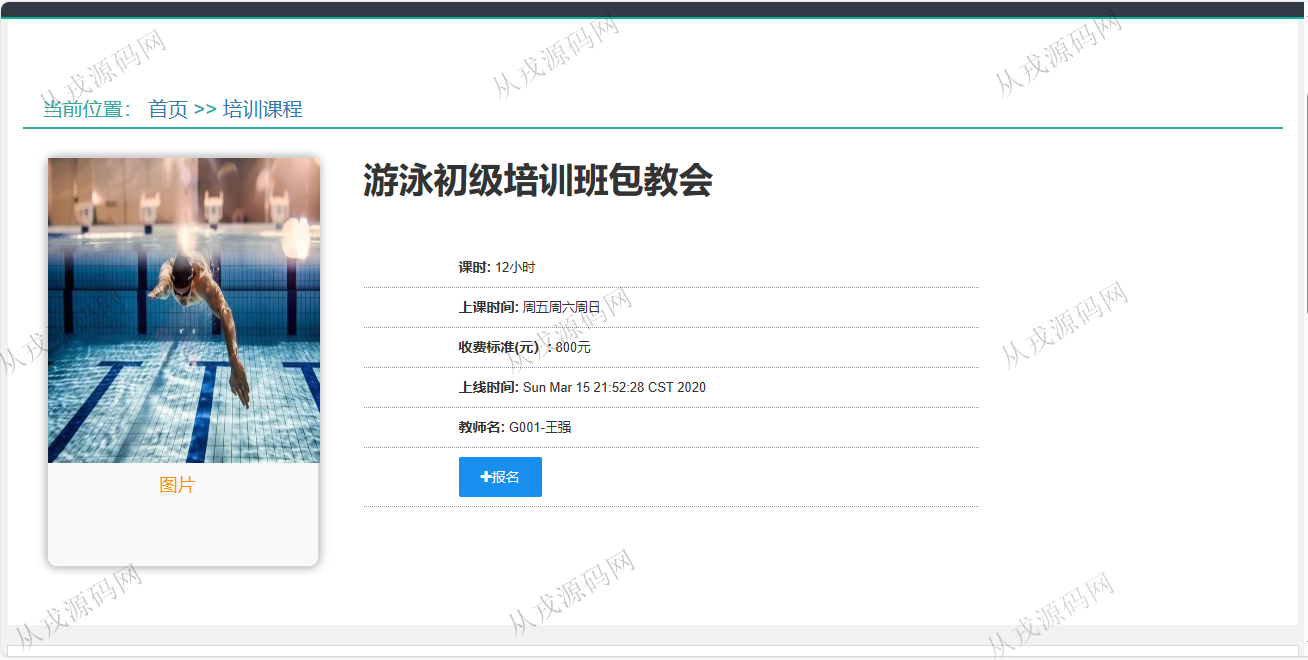 从戎源码网
从戎源码网
从戎源码网
当前位置： 首页 >> 培训课程
游泳初级培训班包教会
课时: 12小时
上课时间: 周五周六周日
收费标准(元）: 800元
上线时间: Sun Mar 15 21:52:28 CST 2020
教师名: G001-王强
+报名
图片
从戎源码网
从戎源码网
从戎源码网
从戎源码网
从戎源码网
从戎源码网